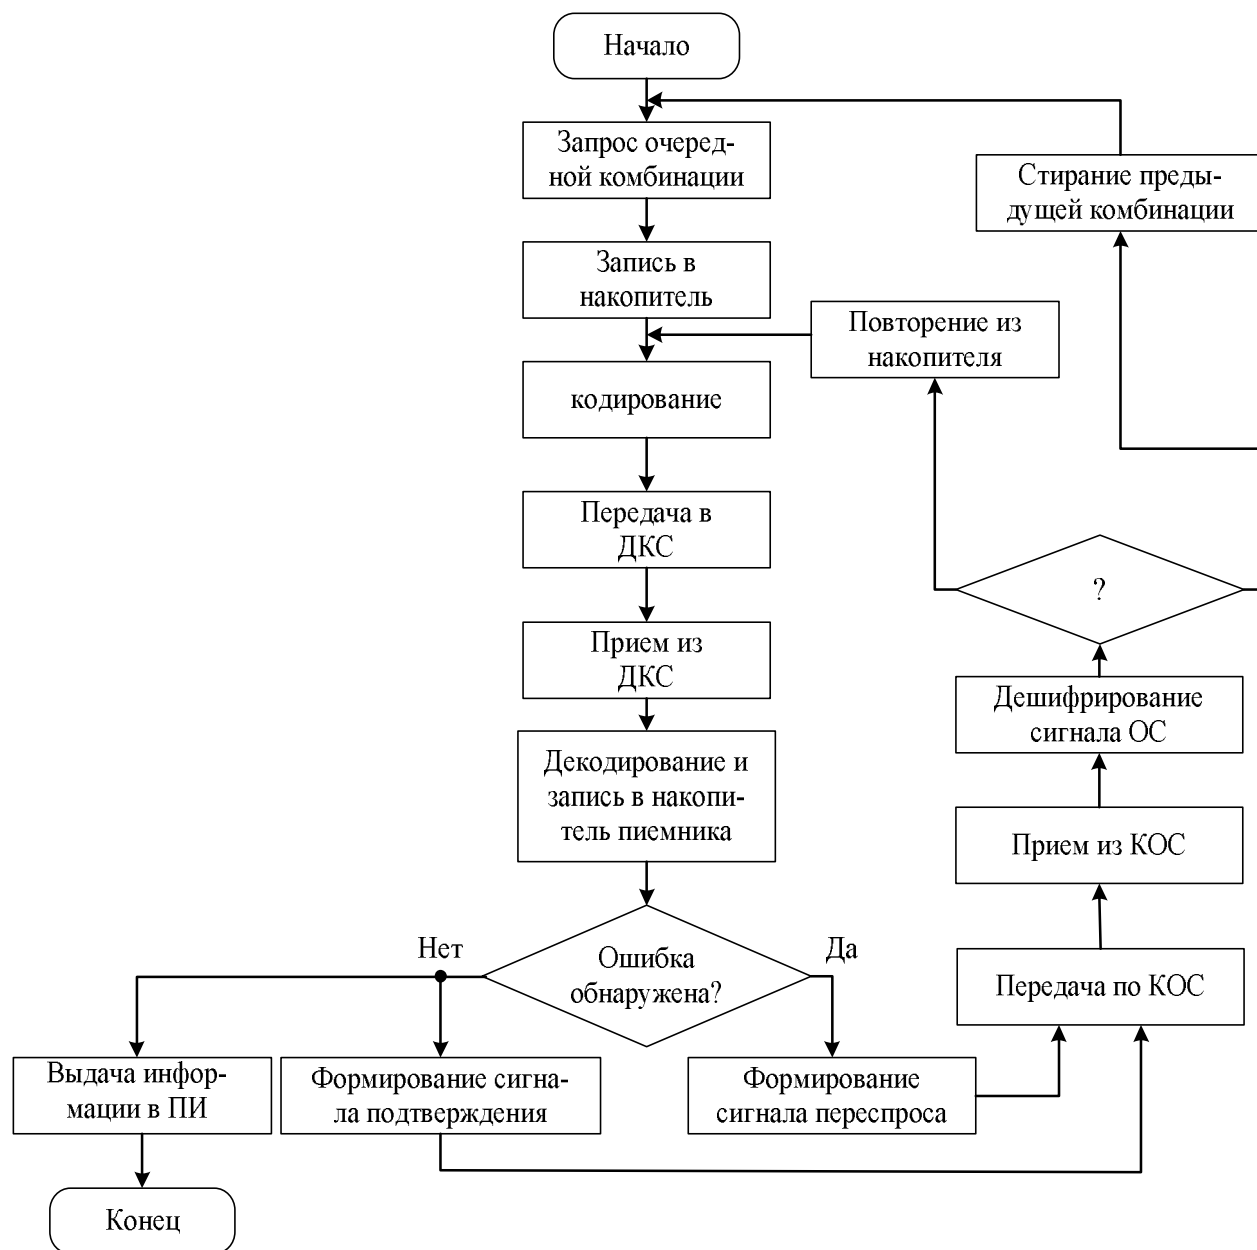 Начало
Запрос очеред-
ной комбинации
Стирание преды-
дущей комбинации
Запись в
накопитель
Повторение из
накопителя
кодирование
Передача в
ДКС
?
Прием из
ДКС
Дешифрирование
сигнала ОС
Декодирование и
запись в накопи-
тель пиемника
Прием из КОС
Нет
Да
Ошибка
обнаружена?
Передача по КОС
Выдача инфор-
мации в ПИ
Формирование сигна-
ла подтверждения
Формирование
сигнала переспроса
Конец